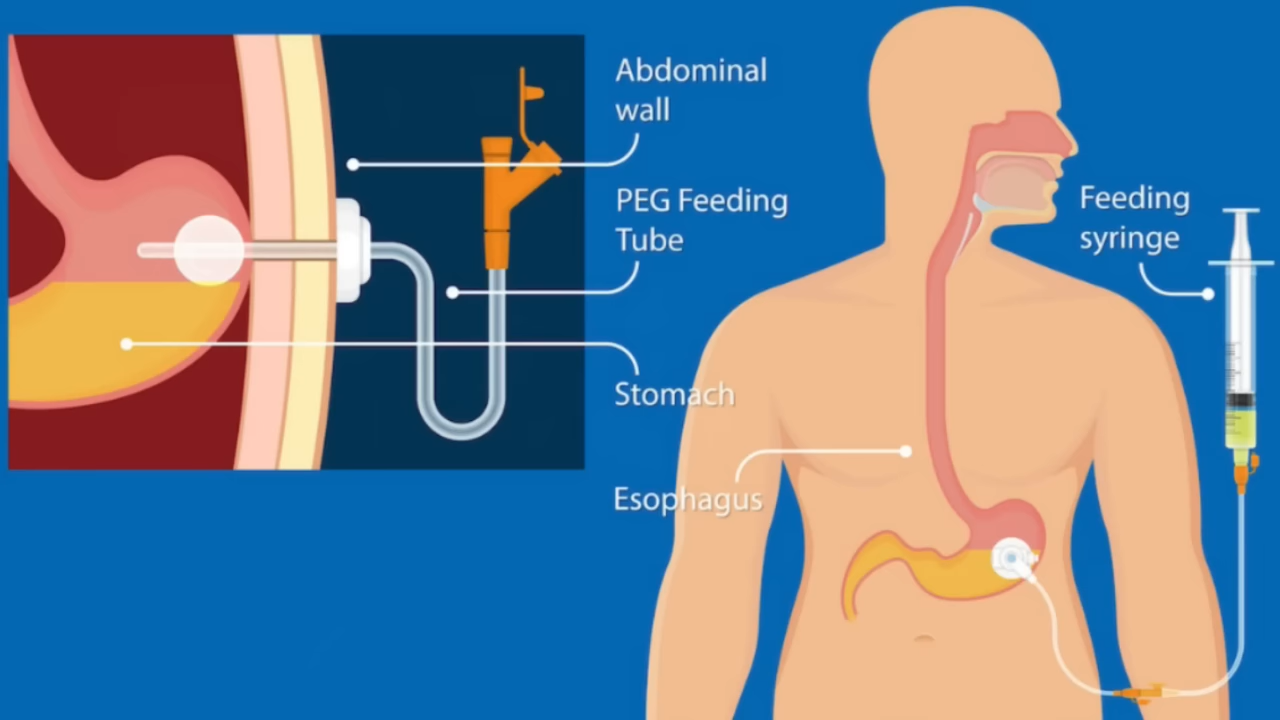 Abdominal
wall
PEG Feeding
Tube
Stomach
Esophagus
Feeding
syringe